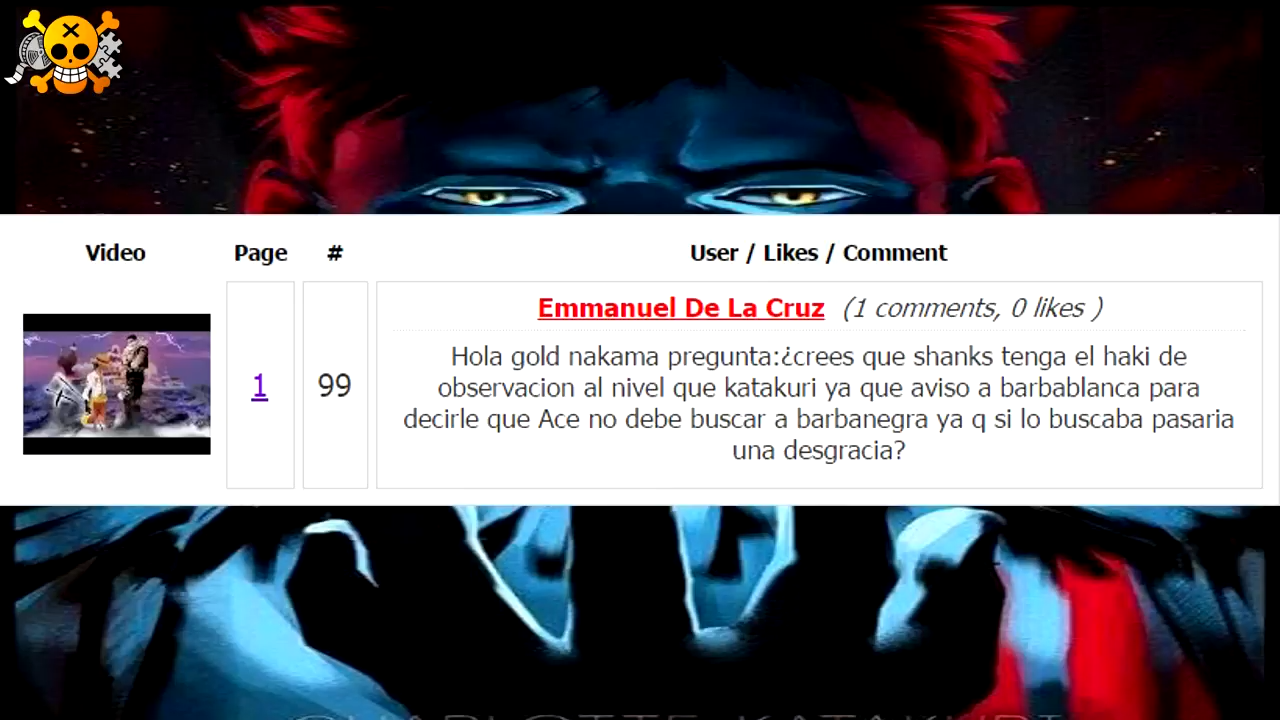 Video Page # User / Likes / Comment
Emmanuel De La Cruz (1 comments, 0 likes )
1 99
Hola gold nakama pregunta:¿crees que shanks tenga el haki de
observacion al nivel que katakuri ya que aviso a barbablanca para
decirle que Ace no debe buscar a barbanegra ya q si lo buscaba pasaria
una desgracia?
CHARLOTTE KATAKURI